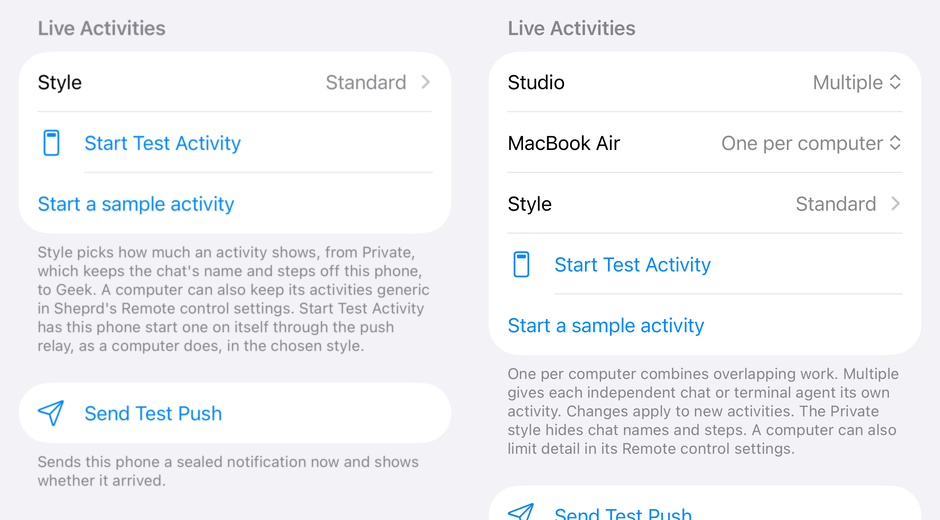 Live Activities
Style
Standard
Start Test Activity
Start a sample activity
Style picks how much an activity shows, from Private,
which keeps the chat's name and steps off this phone,
to Geek. A computer can also keep its activities generic
in Sheprd's Remote control settings. Start Test Activity
has this phone start one on itself through the push
relay, as a computer does, in the chosen style.
Send Test Push
Sends this phone a sealed notification now and shows
whether it arrived.
Live Activities
Studio
Multiple
MacBook Air
One per computer
Style
Standard
Start Test Activity
Start a sample activity
One per computer combines overlapping work. Multiple
gives each independent chat or terminal agent its own
activity. Changes apply to new activities. The Private
style hides chat names and steps. A computer can also
limit detail in its Remote control settings.
Send Test Push